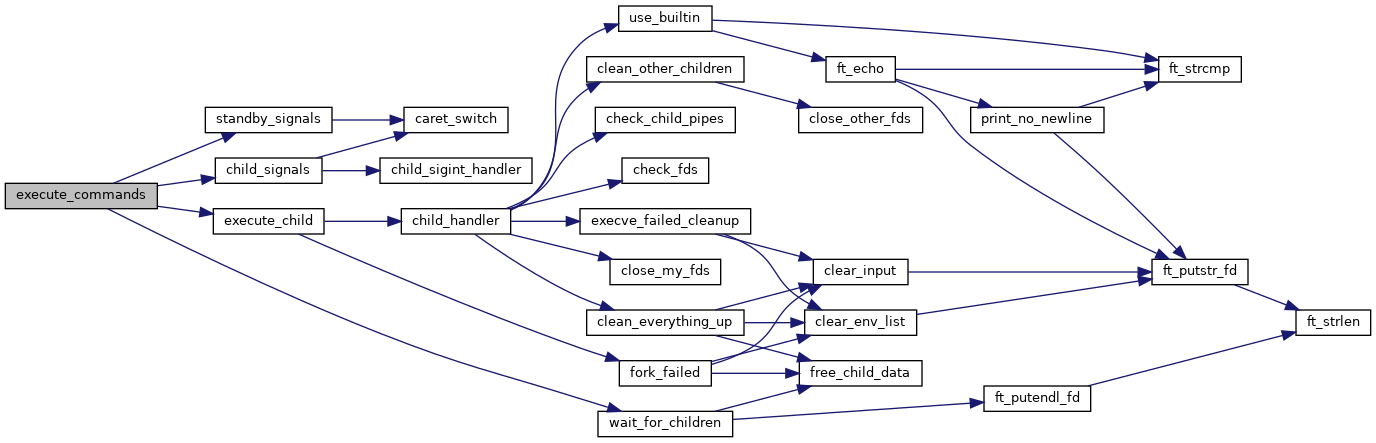 execute_commands
standby_signals
child_signals
execute_child
wait_for_children
caret_switch
child_sigint_handler
child_handler
fork_failed
use_builtin
clean_other_children
check_child_pipes
check_fds
execve_failed_cleanup
close_my_fds
clean_everything_up
ft_echo
close_other_fds
clear_input
clear_env_list
free_child_data
print_no_newline
ft_putendl_fd
ft_strcmp
ft_putstr_fd
ft_strlen